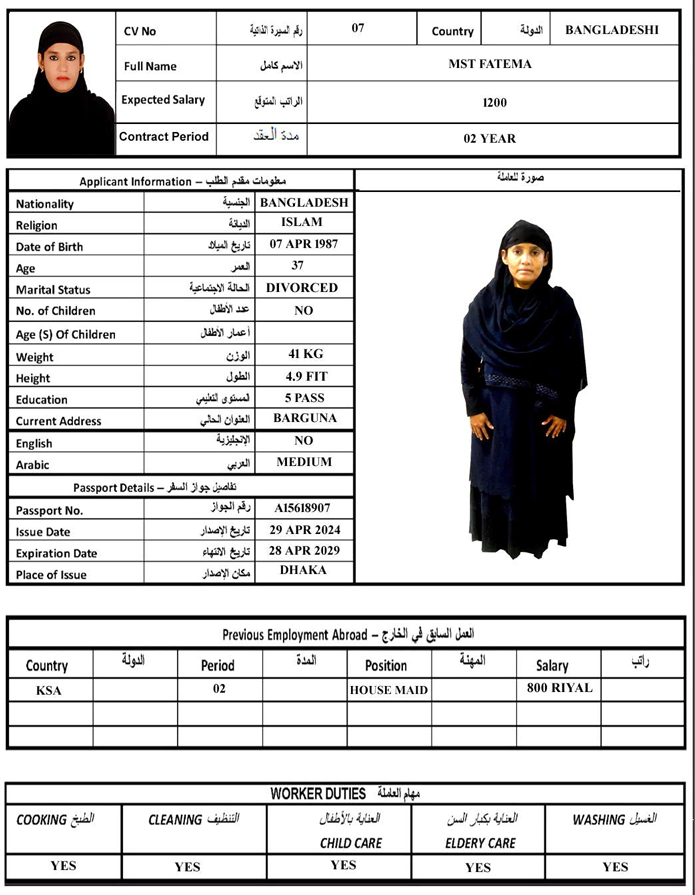 CV No رقم السيرة الذاتية 07 Country الدولة BANGLADESHI
Full Name الاسم كامل MST FATEMA
Expected Salary الراتب المتوقع 1200
Contract Period مدة العقد 02 YEAR
Applicant Information – معلومات مقدم الطلب
صورة للعاملة
Nationality الجنسية BANGLADESH
Religion الديانة ISLAM
Date of Birth تاريخ الميلاد 07 APR 1987
Age العمر 37
Marital Status الحالة الاجتماعية DIVORCED
No. of Children عدد الأطفال NO
Age (S) Of Children أعمار الأطفال
Weight الوزن 41 KG
Height الطول 4.9 FIT
Education المستوى التعليمي 5 PASS
Current Address العنوان الحالي BARGUNA
English الإنجليزية NO
Arabic العربي MEDIUM
Passport Details – تفاصيل جواز السفر
Passport No. رقم الجواز A15618907
Issue Date تاريخ الإصدار 29 APR 2024
Expiration Date تاريخ الانتهاء 28 APR 2029
Place of Issue مكان الإصدار DHAKA
Previous Employment Abroad – العمل السابق في الخارج
Country الدولة Period المدة Position المهنة Salary راتب
KSA 02 HOUSE MAID 800 RIYAL
WORKER DUTIES مهام العاملة
COOKING الطبخ CLEANING التنظيف العناية بالأطفال العناية بكبار السن WASHING الغسيل
CHILD CARE ELDERY CARE
YES YES YES YES YES